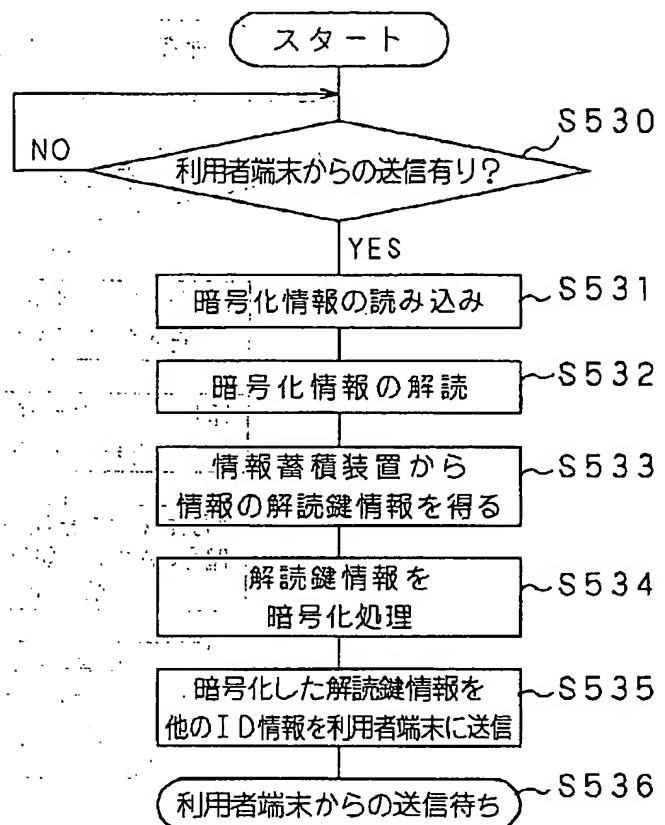 スタート
S530
NO
利用者端末からの送信有り?
YES
暗号化情報の読み込み
S531
暗号化情報の解読
S532
情報蓄積装置から
情報の解読鍵情報を得る
S533
解読鍵情報を
暗号化処理
S534
暗号化した解読鍵情報を
他のID情報を利用者端末に送信
S535
利用者端末からの送信待ち
S536